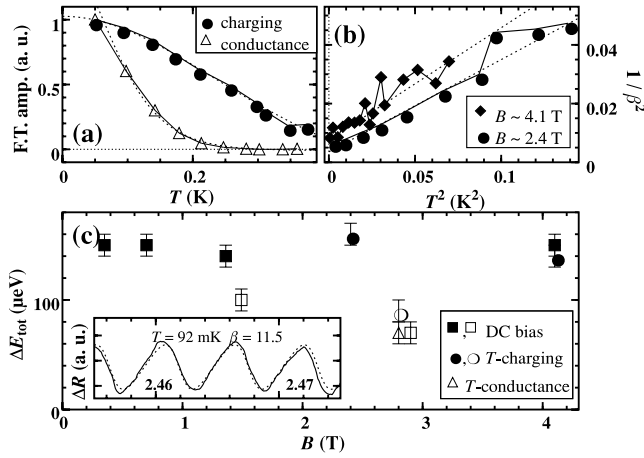 (a)
charging
conductance
1
0.5
0
F.T. amp. (a. u.)
0
0.2
T (K)
(b)
B ~ 4.1 T
B ~ 2.4 T
0
0.05
0.1
T² (K²)
0.04
0.02
0
1 / β²
(c)
160
80
0
ΔE_tot (µeV)
0
1
2
3
4
B (T)
DC bias
T-charging
T-conductance
T = 92 mK β = 11.5
2.46
2.47
ΔR (a. u.)